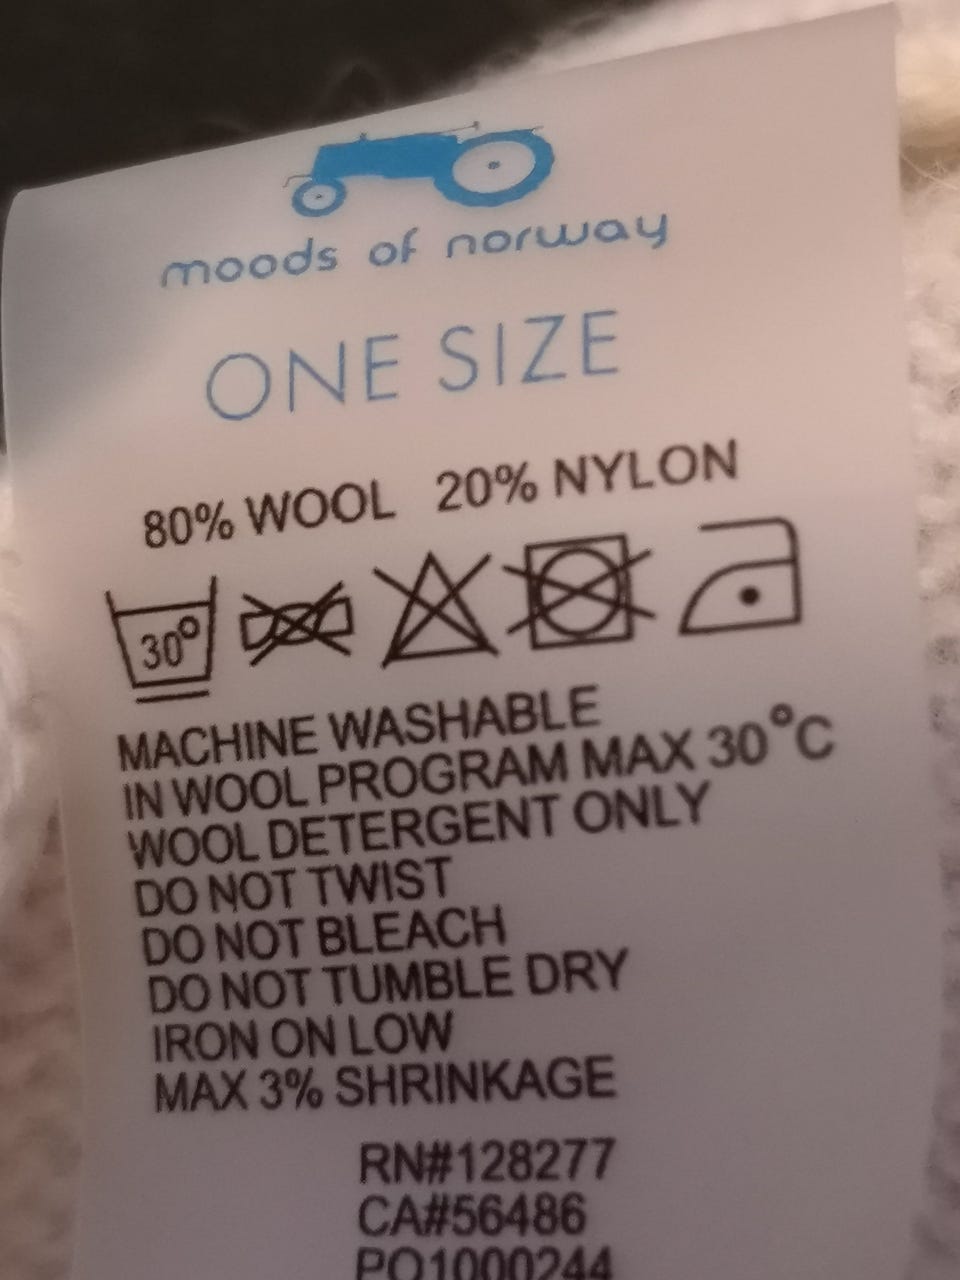 moods of norway
ONE SIZE
80% WOOL 20% NYLON
30°
MACHINE WASHABLE
IN WOOL PROGRAM MAX 30°C
WOOL DETERGENT ONLY
DO NOT TWIST
DO NOT BLEACH
DO NOT TUMBLE DRY
IRON ON LOW
MAX 3% SHRINKAGE
RN#128277
CA#56486
PO1000244